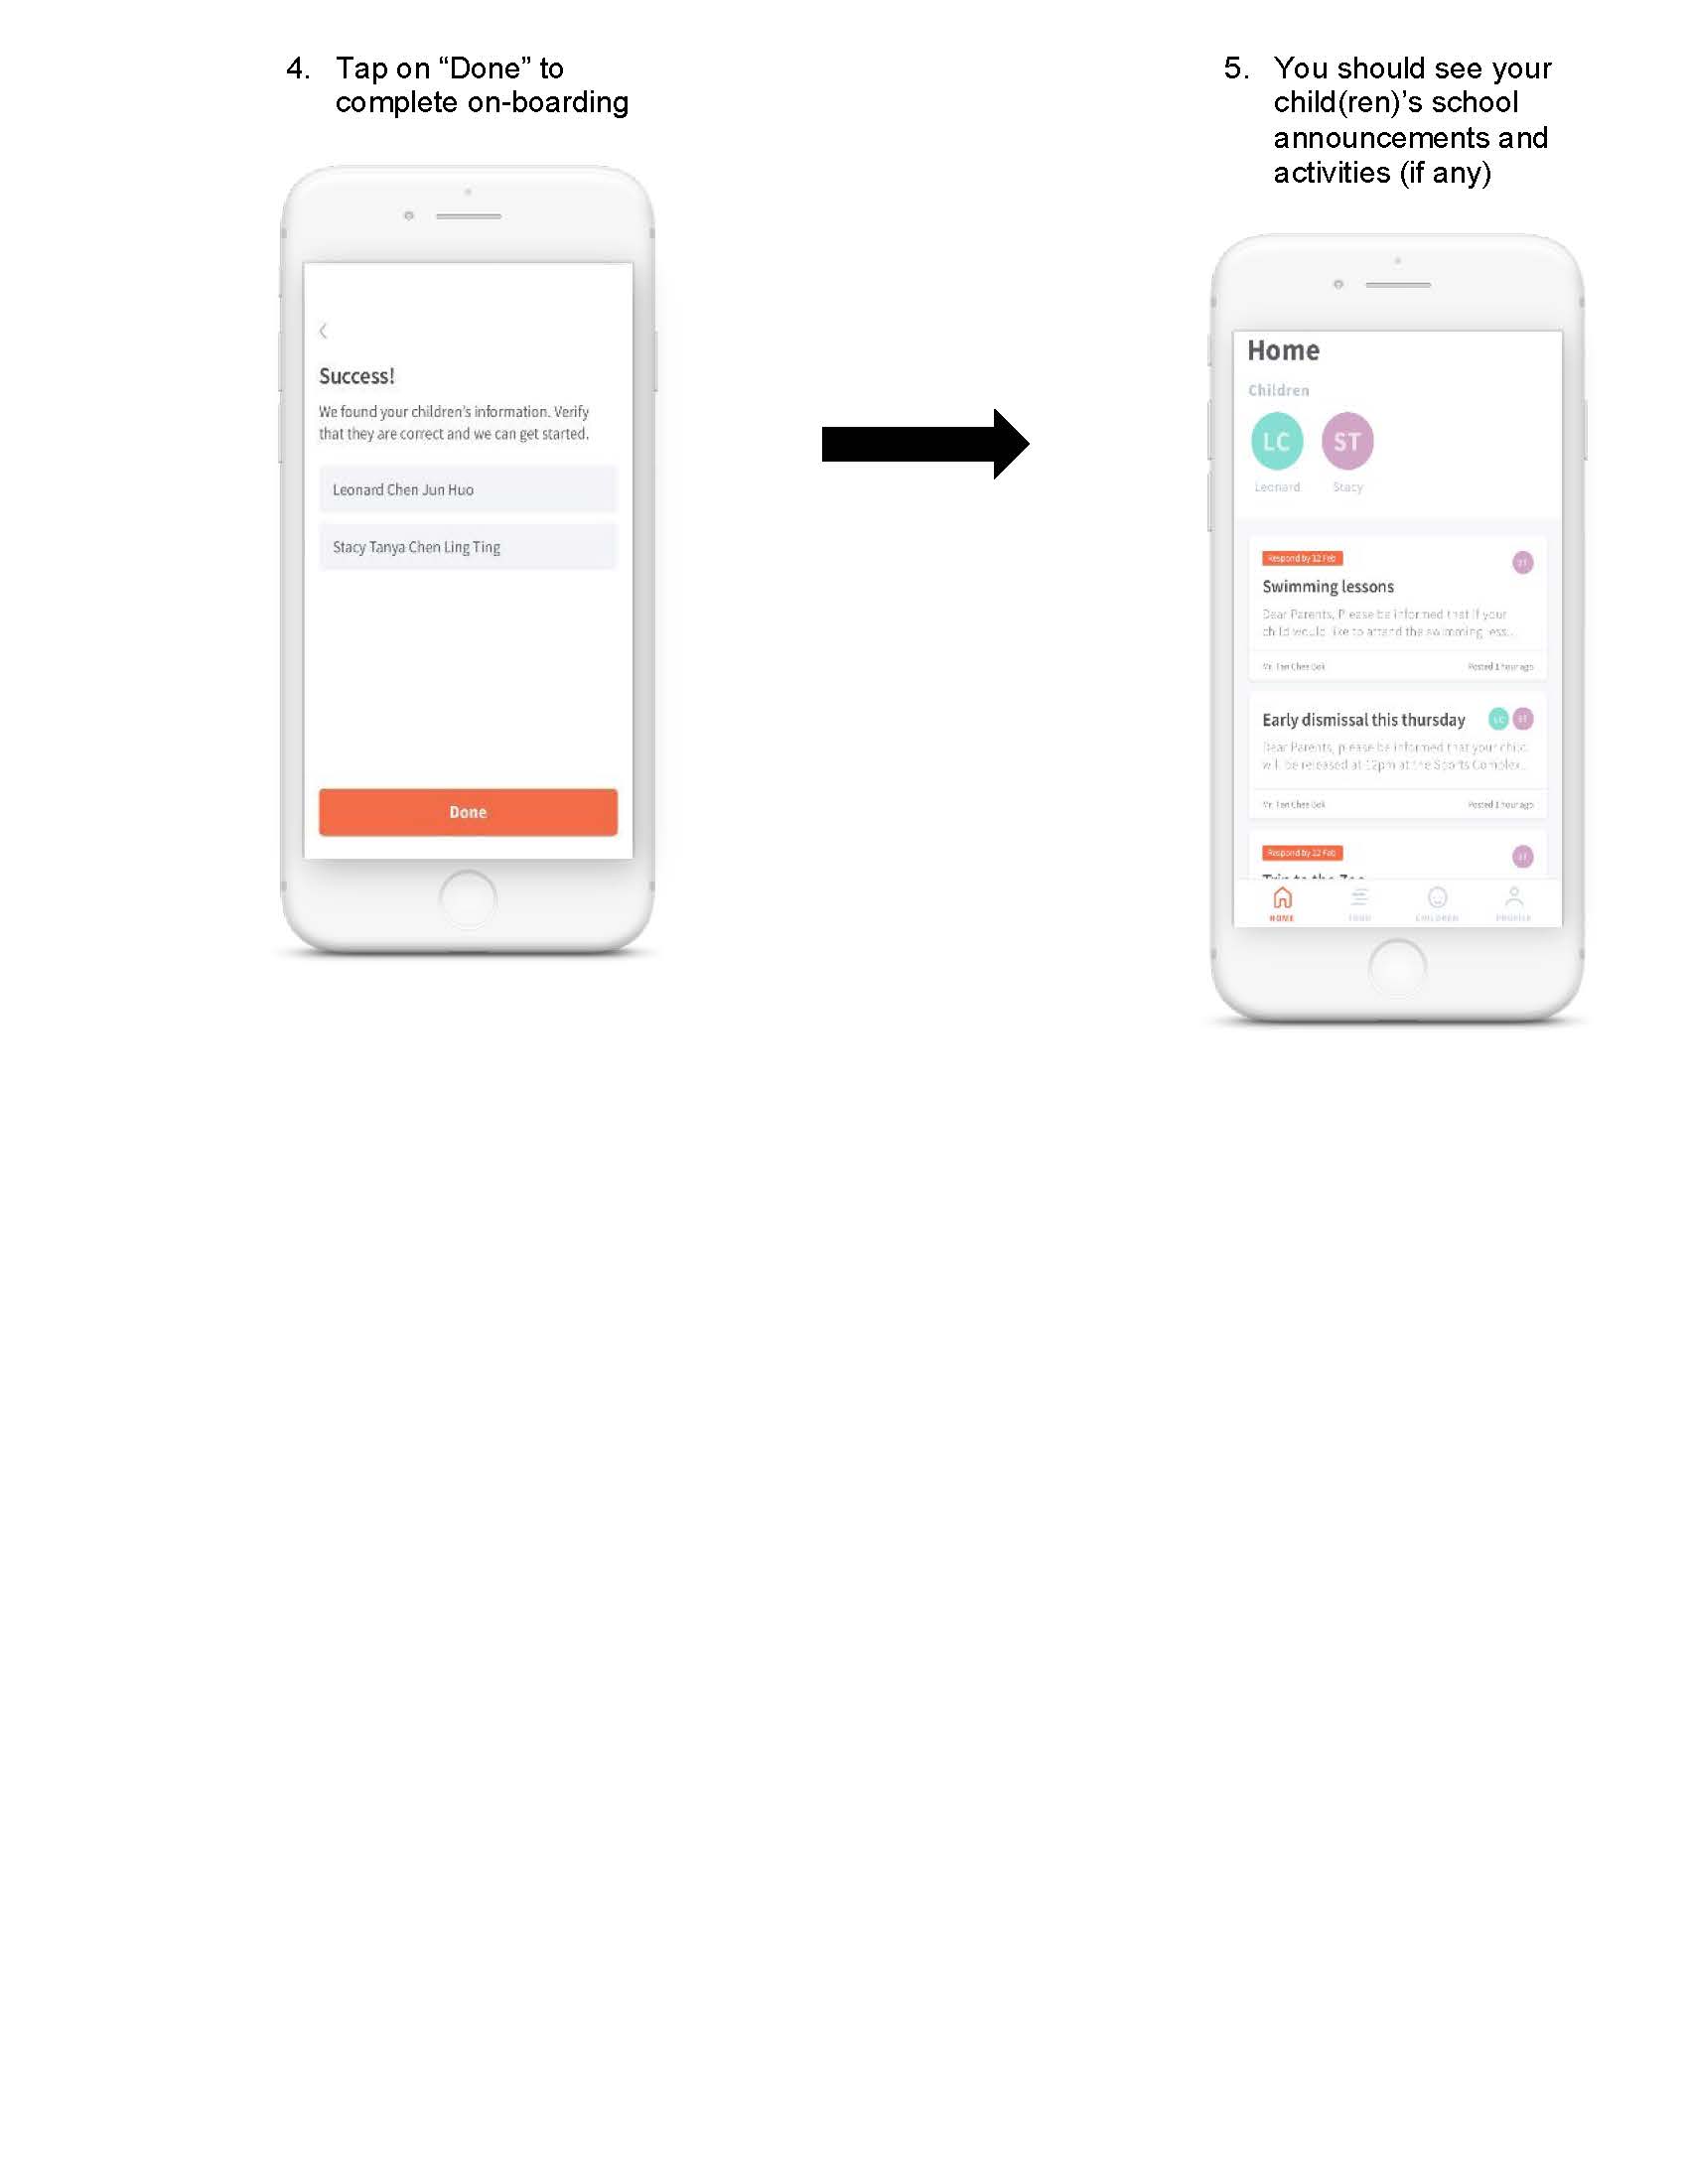 4. Tap on “Done” to
complete on-boarding
Success!
We found your children's information. Verify
that they are correct and we can get started.
Leonard Chen Jun Huo
Stacy Tanya Chen Ling Ting
Done
5. You should see your
child(ren)’s school
announcements and
activities (if any)
Home
Children
LC ST
Leonard Stacy
Respond by 12 Feb ST
Swimming lessons
Dear Parents, Please be informed that if your
child would like to attend the swimming less...
Mr. Tan Chee Posted 1 hour ago
Early dismissal this thursday LC ST
Dear Parents, please be informed that your child
will be released at 12pm at the Sports Complex...
Mr. Tan Chee Posted 1 hour ago
Respond by 12 Feb ST
Trip to the Zoo
HOME CHILDREN PROFILE